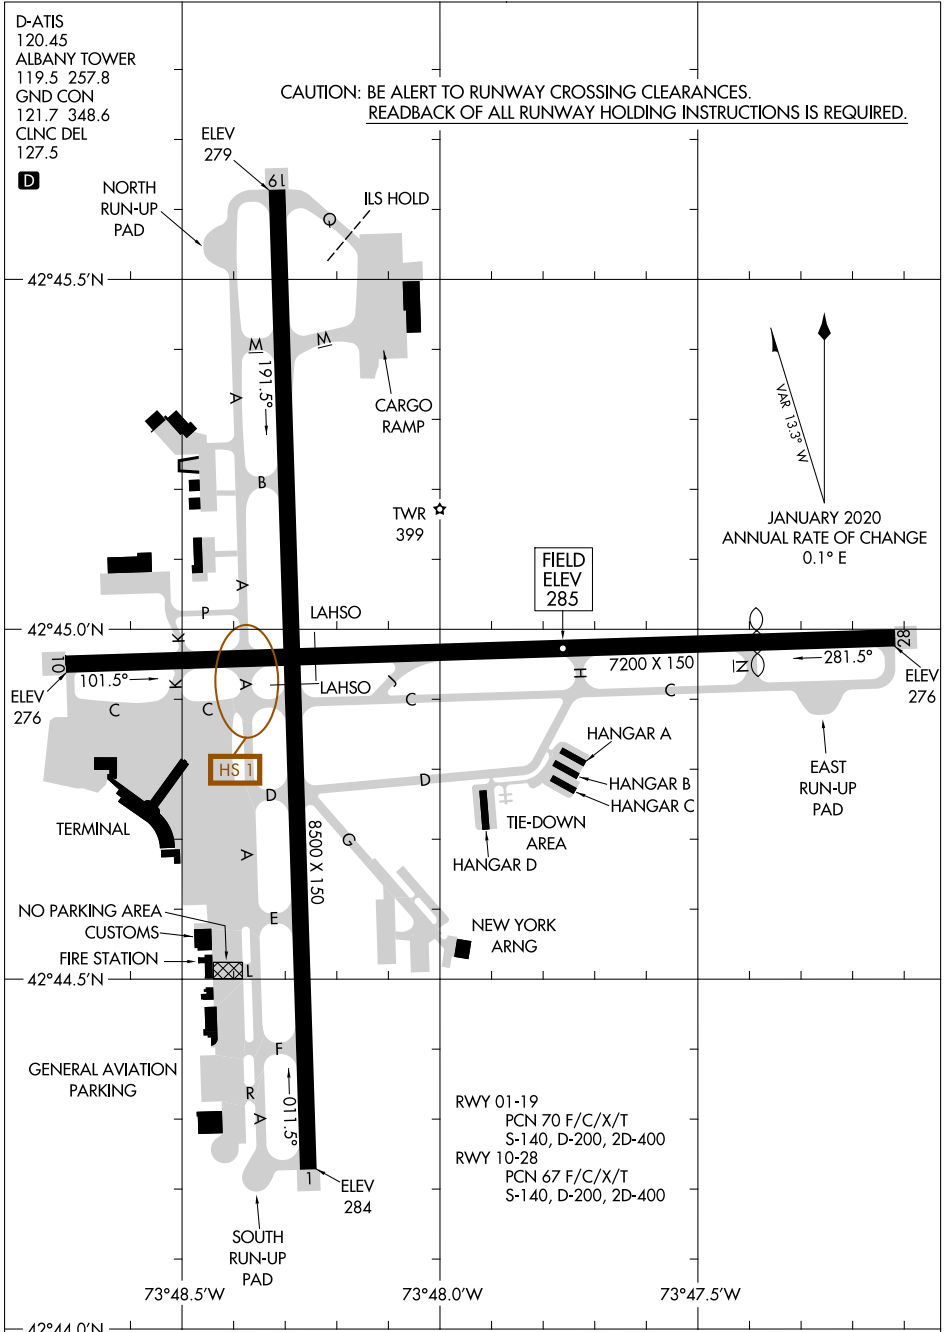 D-ATIS
120.45
ALBANY TOWER
119.5 257.8
GND CON
121.7 348.6
CLNC DEL
127.5
D
CAUTION: BE ALERT TO RUNWAY CROSSING CLEARANCES.
READBACK OF ALL RUNWAY HOLDING INSTRUCTIONS IS REQUIRED.
ELEV
279
19
NORTH
RUN-UP
PAD
Q
ILS HOLD
42°45.5'N
M
M
191.5°
A
CARGO
RAMP
VAR 13.3° W
B
TWR
399
JANUARY 2020
ANNUAL RATE OF CHANGE
0.1° E
FIELD
ELEV
285
A
P
LAHSO
42°45.0'N
K
10
28
7200 X 150
281.5°
N
H
J
101.5°
K
A
LAHSO
C
C
C
C
ELEV
276
ELEV
276
HS 1
HANGAR A
HANGAR B
HANGAR C
EAST
RUN-UP
PAD
D
D
TERMINAL
TIE-DOWN
AREA
HANGAR D
8500 X 150
G
A
NO PARKING AREA
CUSTOMS
FIRE STATION
E
NEW YORK
ARNG
L
42°44.5'N
F
GENERAL AVIATION
PARKING
R
A
011.5°
RWY 01-19
PCN 70 F/C/X/T
S-140, D-200, 2D-400
RWY 10-28
PCN 67 F/C/X/T
S-140, D-200, 2D-400
1
ELEV
284
SOUTH
RUN-UP
PAD
73°48.5'W
73°48.0'W
73°47.5'W
42°44.0'N